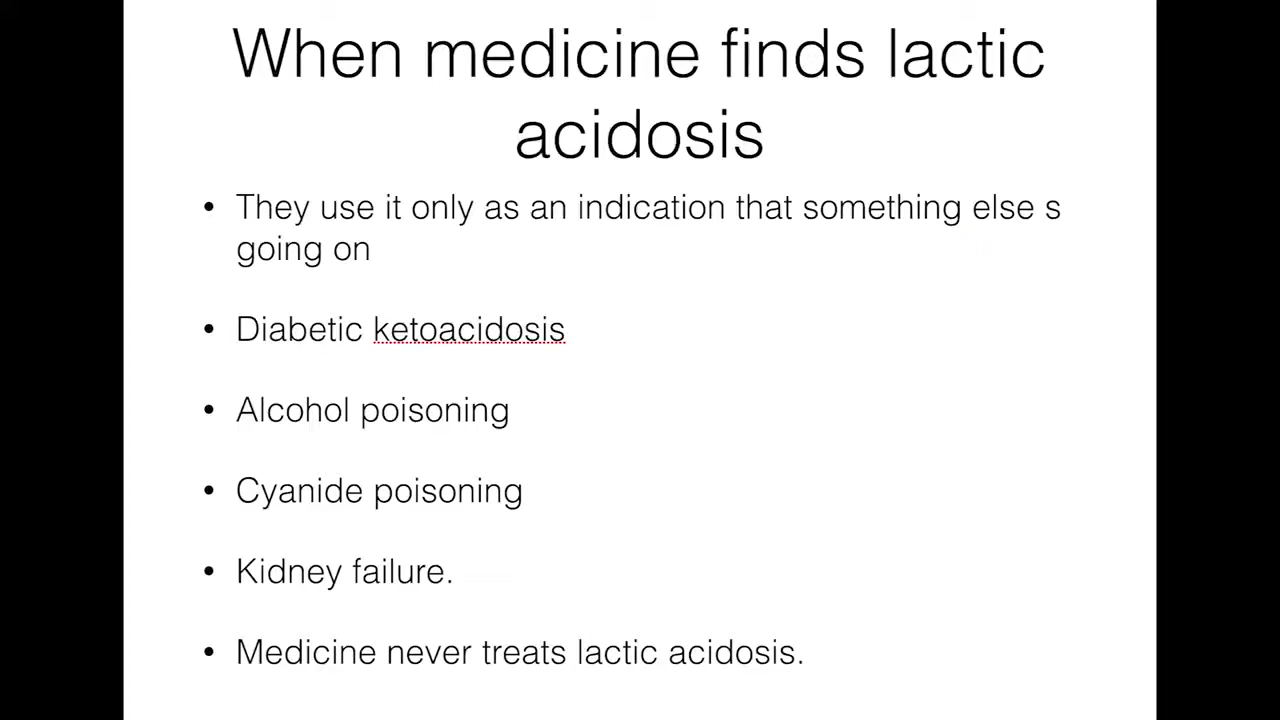 When medicine finds lactic
acidosis
• They use it only as an indication that something else s
going on
• Diabetic ketoacidosis
• Alcohol poisoning
• Cyanide poisoning
• Kidney failure.
• Medicine never treats lactic acidosis.